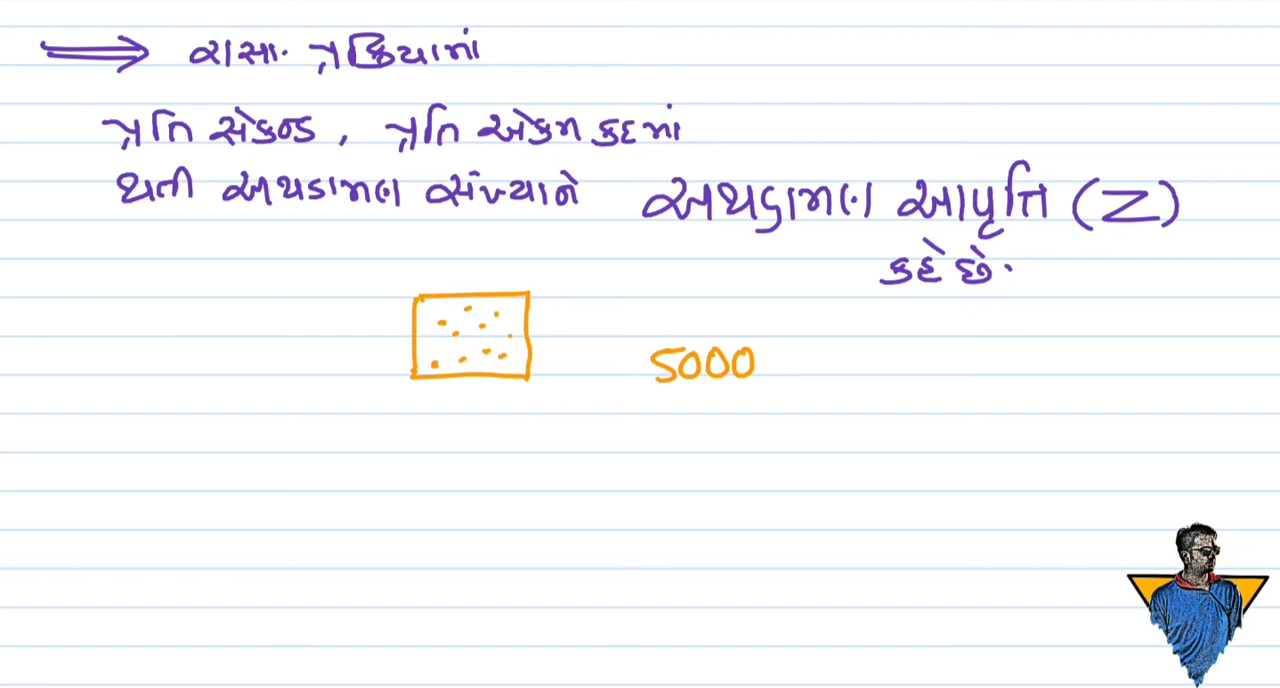 રાસા. પ્રક્રિયામાં
પ્રતિ સેકન્ડ, પ્રતિ એકમ કદમાં
થતી અથડામણ સંખ્યાને અથડામણ આવૃત્તિ (Z)
કહે છે.
5000